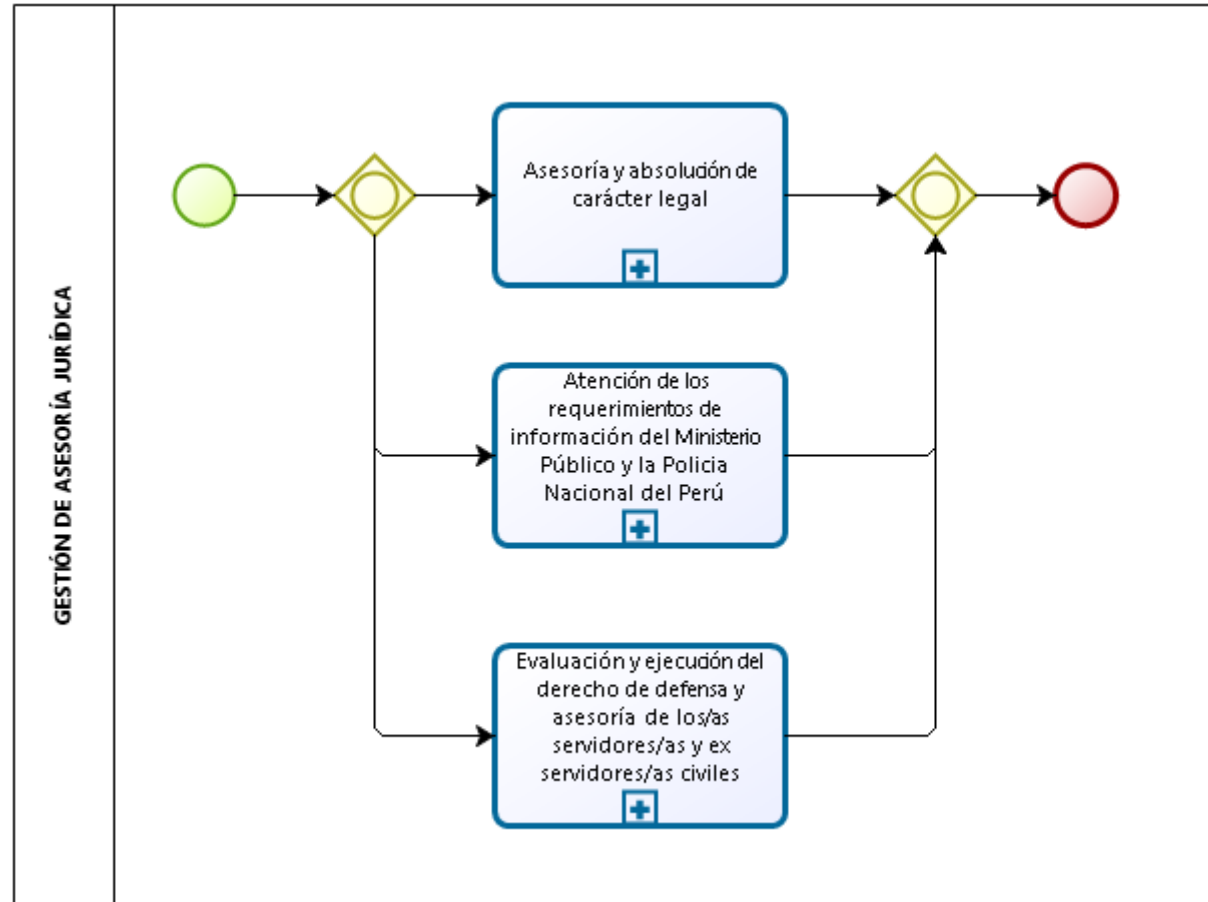 GESTIÓN DE ASESORÍA JURÍDICA
Asesoría y absolución de
carácter legal
Atención de los
requerimientos de
información del Ministerio
Público y la Policia
Nacional del Perú
Evaluación y ejecución del
derecho de defensa y
asesoría de los/as
servidores/as y ex
servidores/as civiles